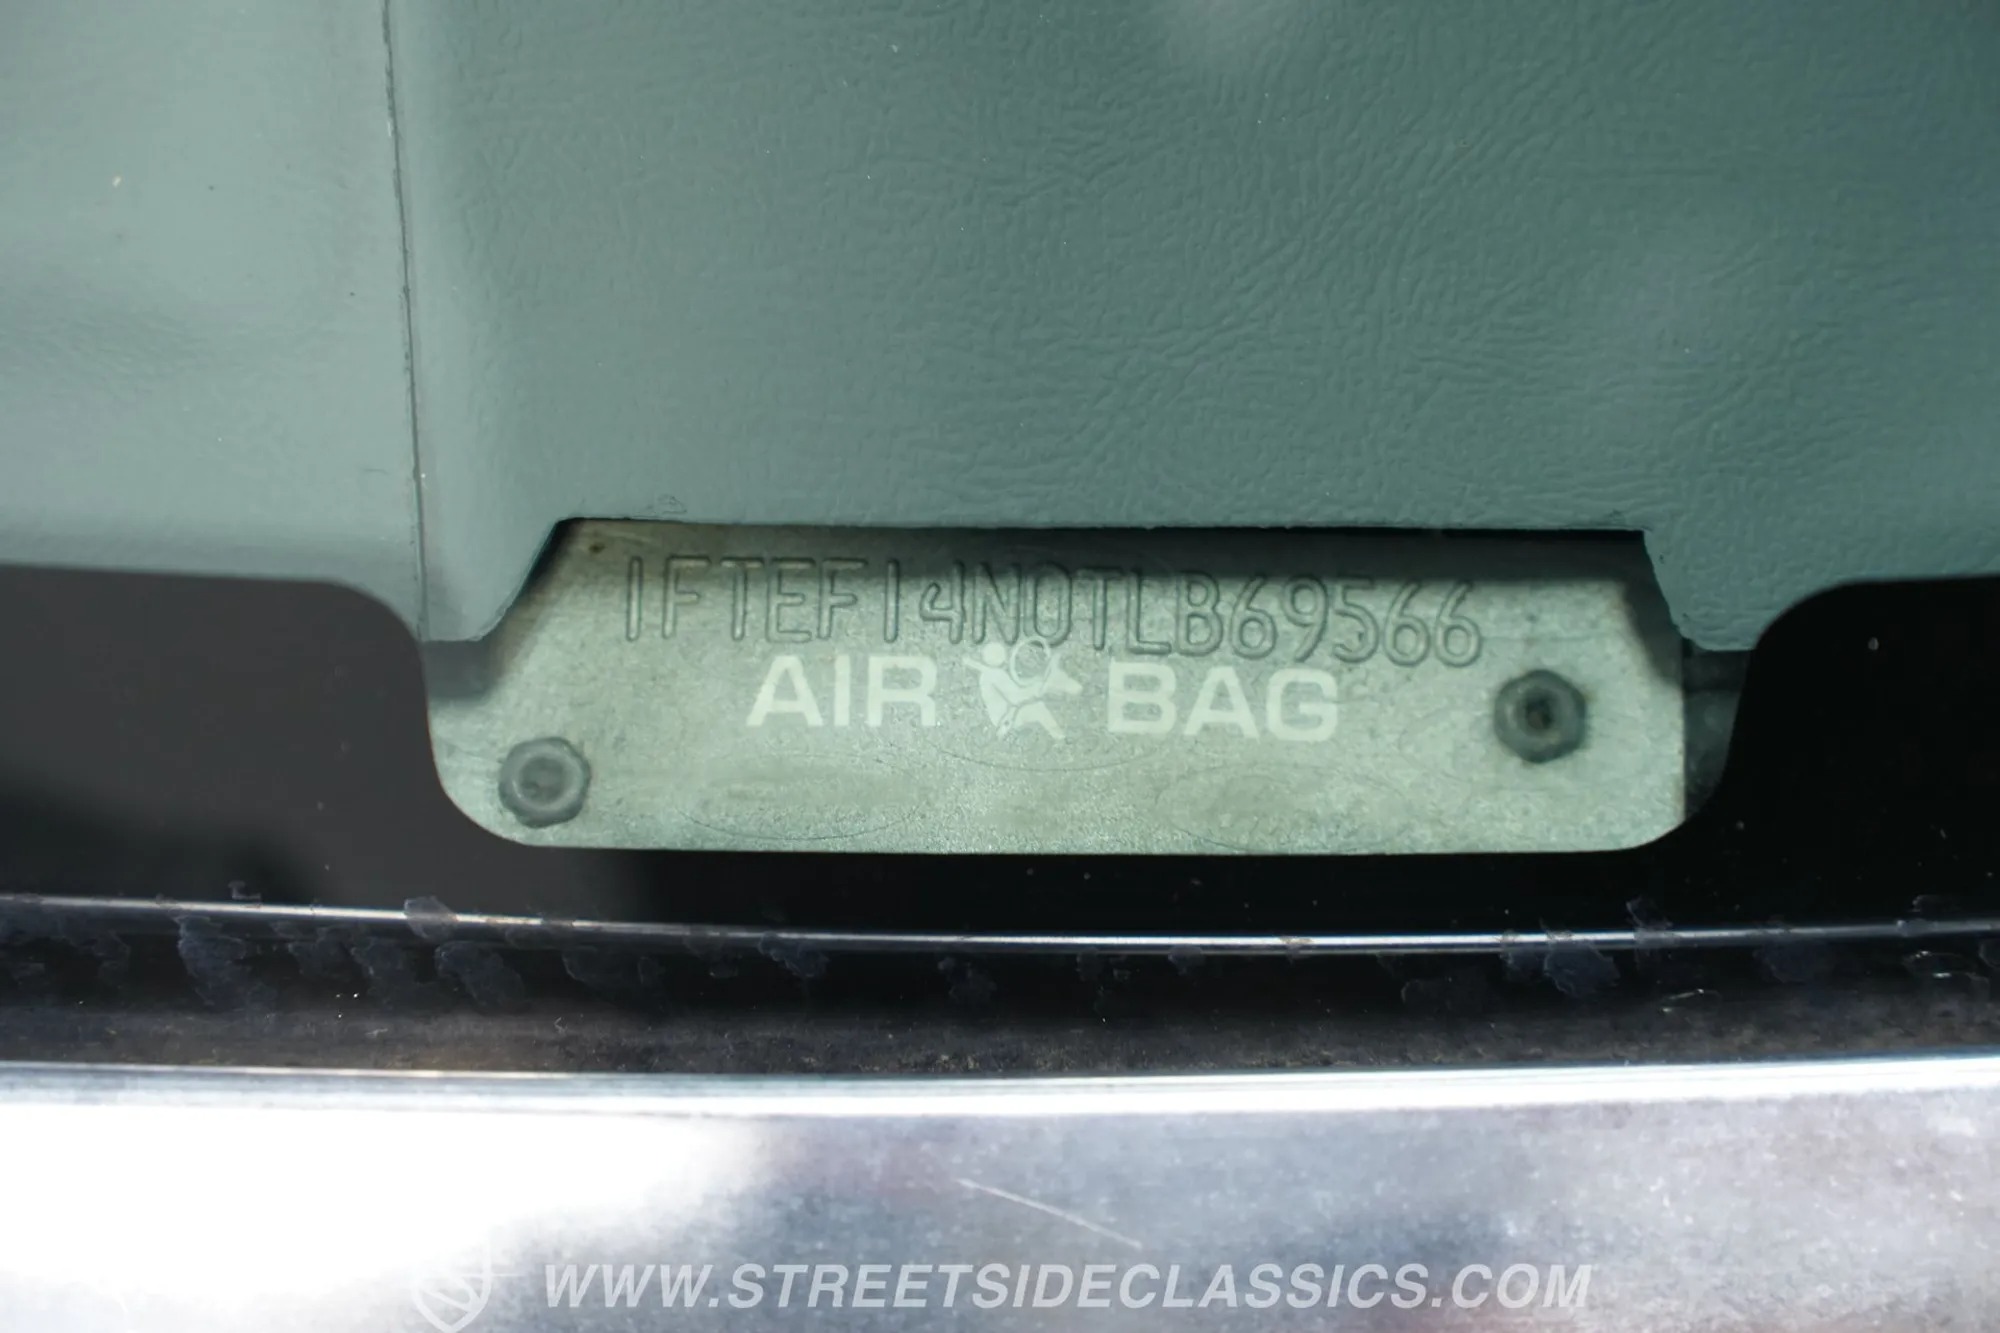 1FTEF14N0TLB69566
AIR BAG
WWW.STREETSIDECLASSICS.COM